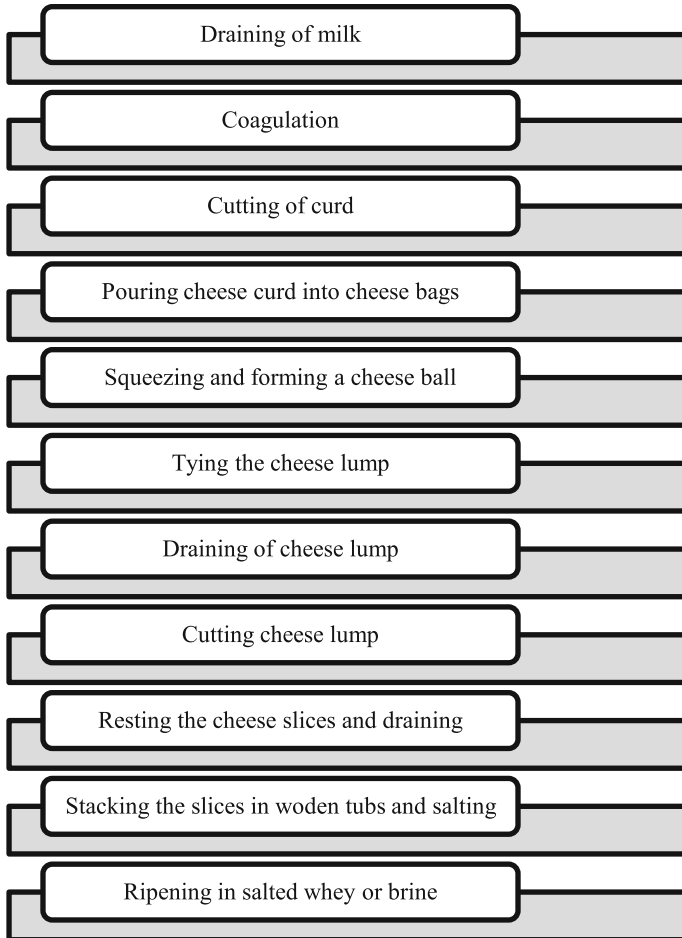 Draining of milk
Coagulation
Cutting of curd
Pouring cheese curd into cheese bags
Squeezing and forming a cheese ball
Tying the cheese lump
Draining of cheese lump
Cutting cheese lump
Resting the cheese slices and draining
Stacking the slices in woden tubs and salting
Ripening in salted whey or brine